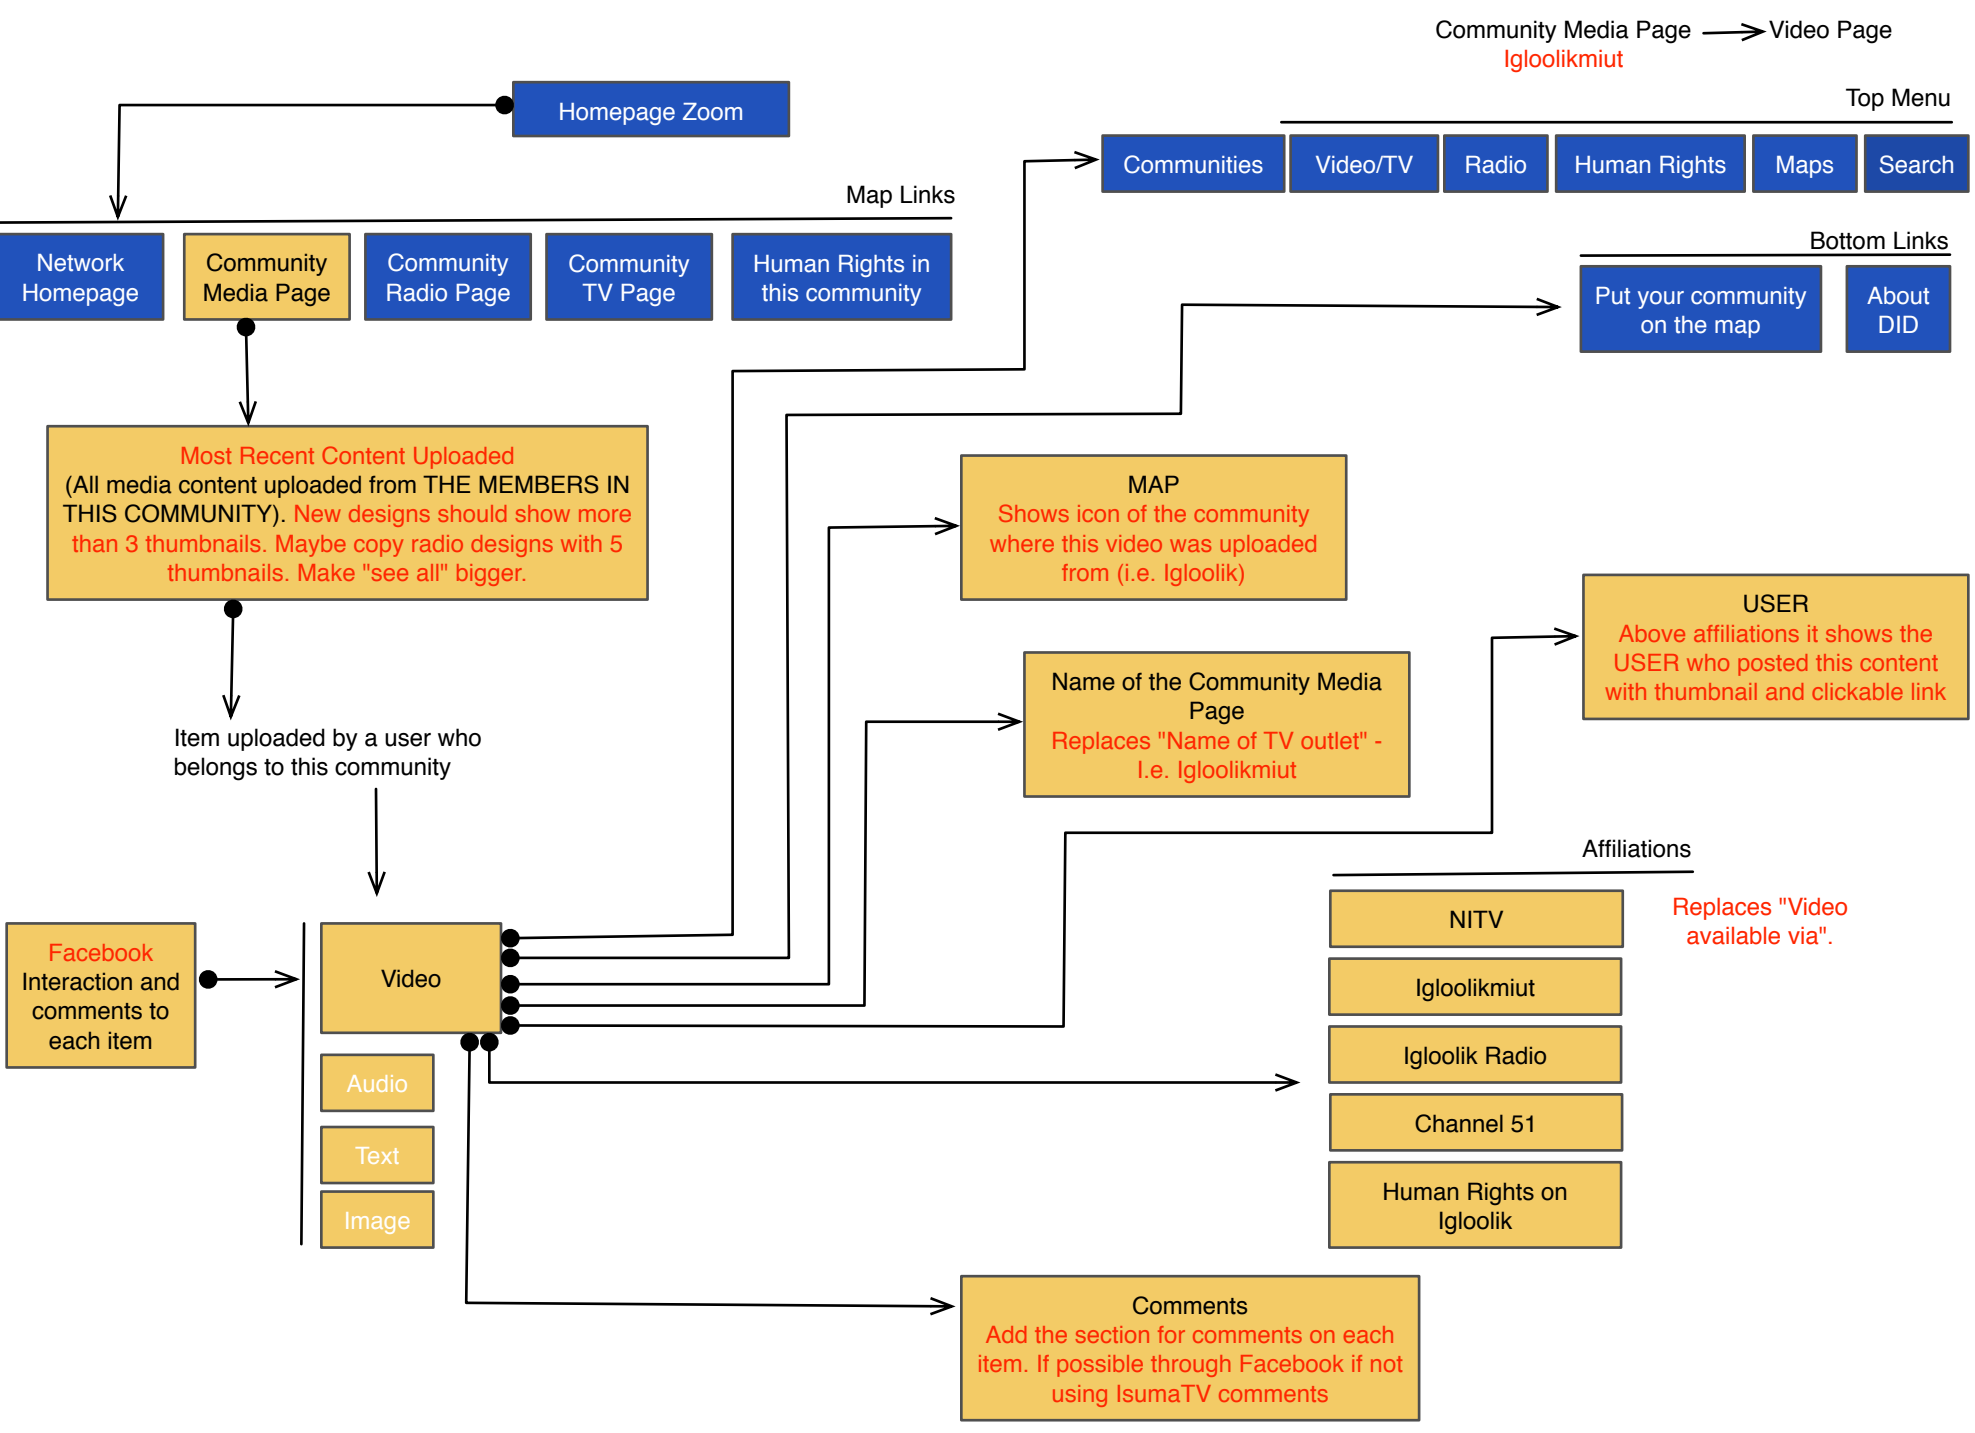 Community Media Page
Video Page
Igloolikmiut
Top Menu
Homepage Zoom
Communities
Video/TV
Radio
Human Rights
Maps
Search
Map Links
Network
Homepage
Community
Media Page
Community
Radio Page
Community
TV Page
Human Rights in
this community
Bottom Links
Put your community
on the map
About
DID
Most Recent Content Uploaded
(All media content uploaded from THE MEMBERS IN
THIS COMMUNITY). New designs should show more
than 3 thumbnails. Maybe copy radio designs with 5
thumbnails. Make "see all" bigger.
MAP
Shows icon of the community
where this video was uploaded
from (i.e. Igloolik)
USER
Above affiliations it shows the
USER who posted this content
with thumbnail and clickable link
Name of the Community Media
Page
Replaces "Name of TV outlet" -
I.e. Igloolikmiut
Item uploaded by a user who
belongs to this community
Affiliations
NITV
Replaces "Video
available via".
Igloolikmiut
Igloolik Radio
Channel 51
Human Rights on
Igloolik
Facebook
Interaction and
comments to
each item
Video
Audio
Text
Image
Comments
Add the section for comments on each
item. If possible through Facebook if not
using IsumaTV comments